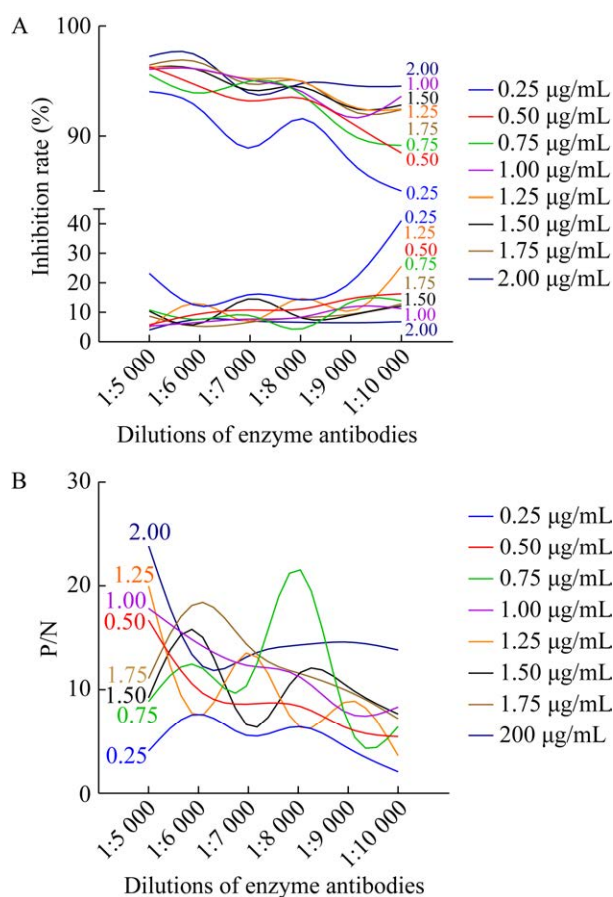 A
100
90
40
30
20
10
0
Inhibition rate (%)
2.00
1.00
1.50
1.25
1.75
0.75
0.50
0.25
0.25
1.25
0.50
0.75
1.75
1.50
1.00
2.00
1:5 000
1:6 000
1:7 000
1:8 000
1:9 000
1:10 000
Dilutions of enzyme antibodies
0.25 μg/mL
0.50 μg/mL
0.75 μg/mL
1.00 μg/mL
1.25 μg/mL
1.50 μg/mL
1.75 μg/mL
2.00 μg/mL
B
30
20
10
0
P/N
2.00
1.25
1.00
0.50
1.75
1.50
0.75
0.25
1:5 000
1:6 000
1:7 000
1:8 000
1:9 000
1:10 000
Dilutions of enzyme antibodies
0.25 μg/mL
0.50 μg/mL
0.75 μg/mL
1.00 μg/mL
1.25 μg/mL
1.50 μg/mL
1.75 μg/mL
200 μg/mL